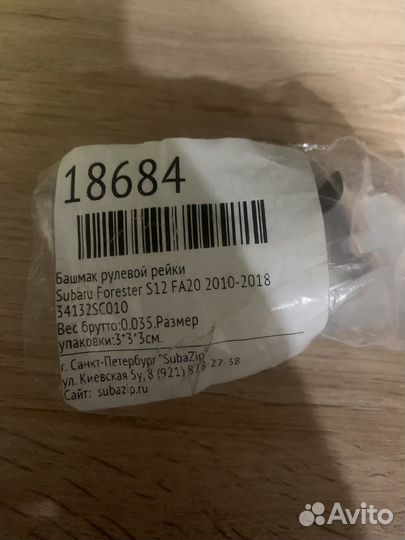 18684
Башмак рулевой рейки
Subaru Forester S12 FA20 2010-2018
34132SC010
Вес брутто:0.035.Размер
упаковки:3*3*3см.
г. Санкт-Петербург "SubaZip"
ул. Киевская 5у, 8 (921) 878-27-38
Сайт: subazip.ru
Avito